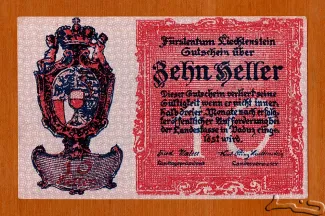 Fürstentum Liechtenstein
Gutschein über
Zehn Heller
Dieser Gutschein verliert seine
Gültigkeit wenn er nicht inner-
halb dreier Monate nach erfolg-
ter öffentlicher Aufforderung bei
der Landeskasse in Vaduz einge-
löst wird.
10